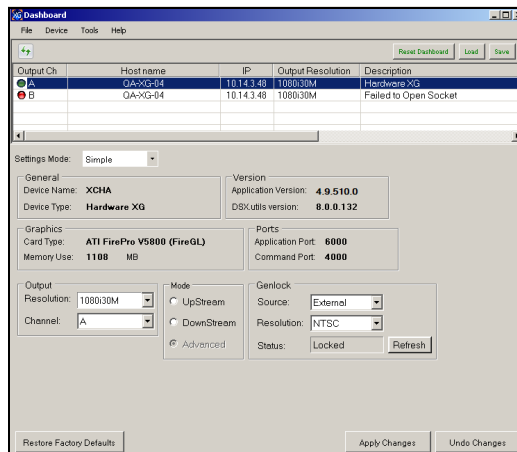 XG Dashboard
File Device Tools Help
Reset Dashboard Load Save
Output Ch Host name IP Output Resolution Description
A QA-XG-04 10.14.3.48 1080i30M Hardware XG
B QA-XG-04 10.14.3.48 1080i30M Failed to Open Socket
Settings Mode: Simple
General
Device Name: XCHA
Device Type: Hardware XG
Version
Application Version: 4.9.510.0
DSX.utils version: 8.0.0.132
Graphics
Card Type: ATI FirePro V5800 (FireGL)
Memory Use: 1108 MB
Ports
Application Port: 6000
Command Port: 4000
Output
Resolution: 1080i30M
Channel: A
Mode
UpStream
DownStream
Advanced
Genlock
Source: External
Resolution: NTSC
Status: Locked Refresh
Restore Factory Defaults Apply Changes Undo Changes